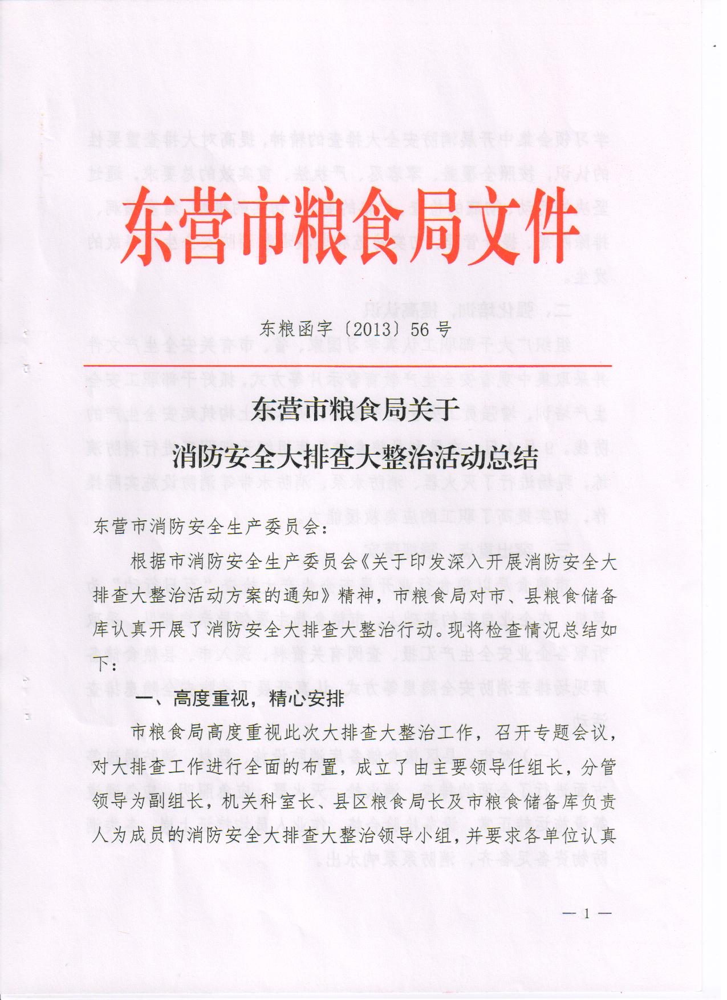 东营市粮食局文件
东粮函字〔2013〕56号
东营市粮食局关于
消防安全大排查大整治活动总结
东营市消防安全生产委员会：
根据市消防安全生产委员会《关于印发深入开展消防安全大
排查大整治活动方案的通知》精神，市粮食局对市、县粮食储备
库认真开展了消防安全大排查大整治行动。现将检查情况总结如
下：
一、高度重视，精心安排
市粮食局高度重视此次大排查大整治工作，召开专题会议，
对大排查工作进行全面的布置，成立了由主要领导任组长，分管
领导为副组长，机关科室长、县区粮食局长及市粮食储备库负责
人为成员的消防安全大排查大整治领导小组，并要求各单位认真
— 1 —